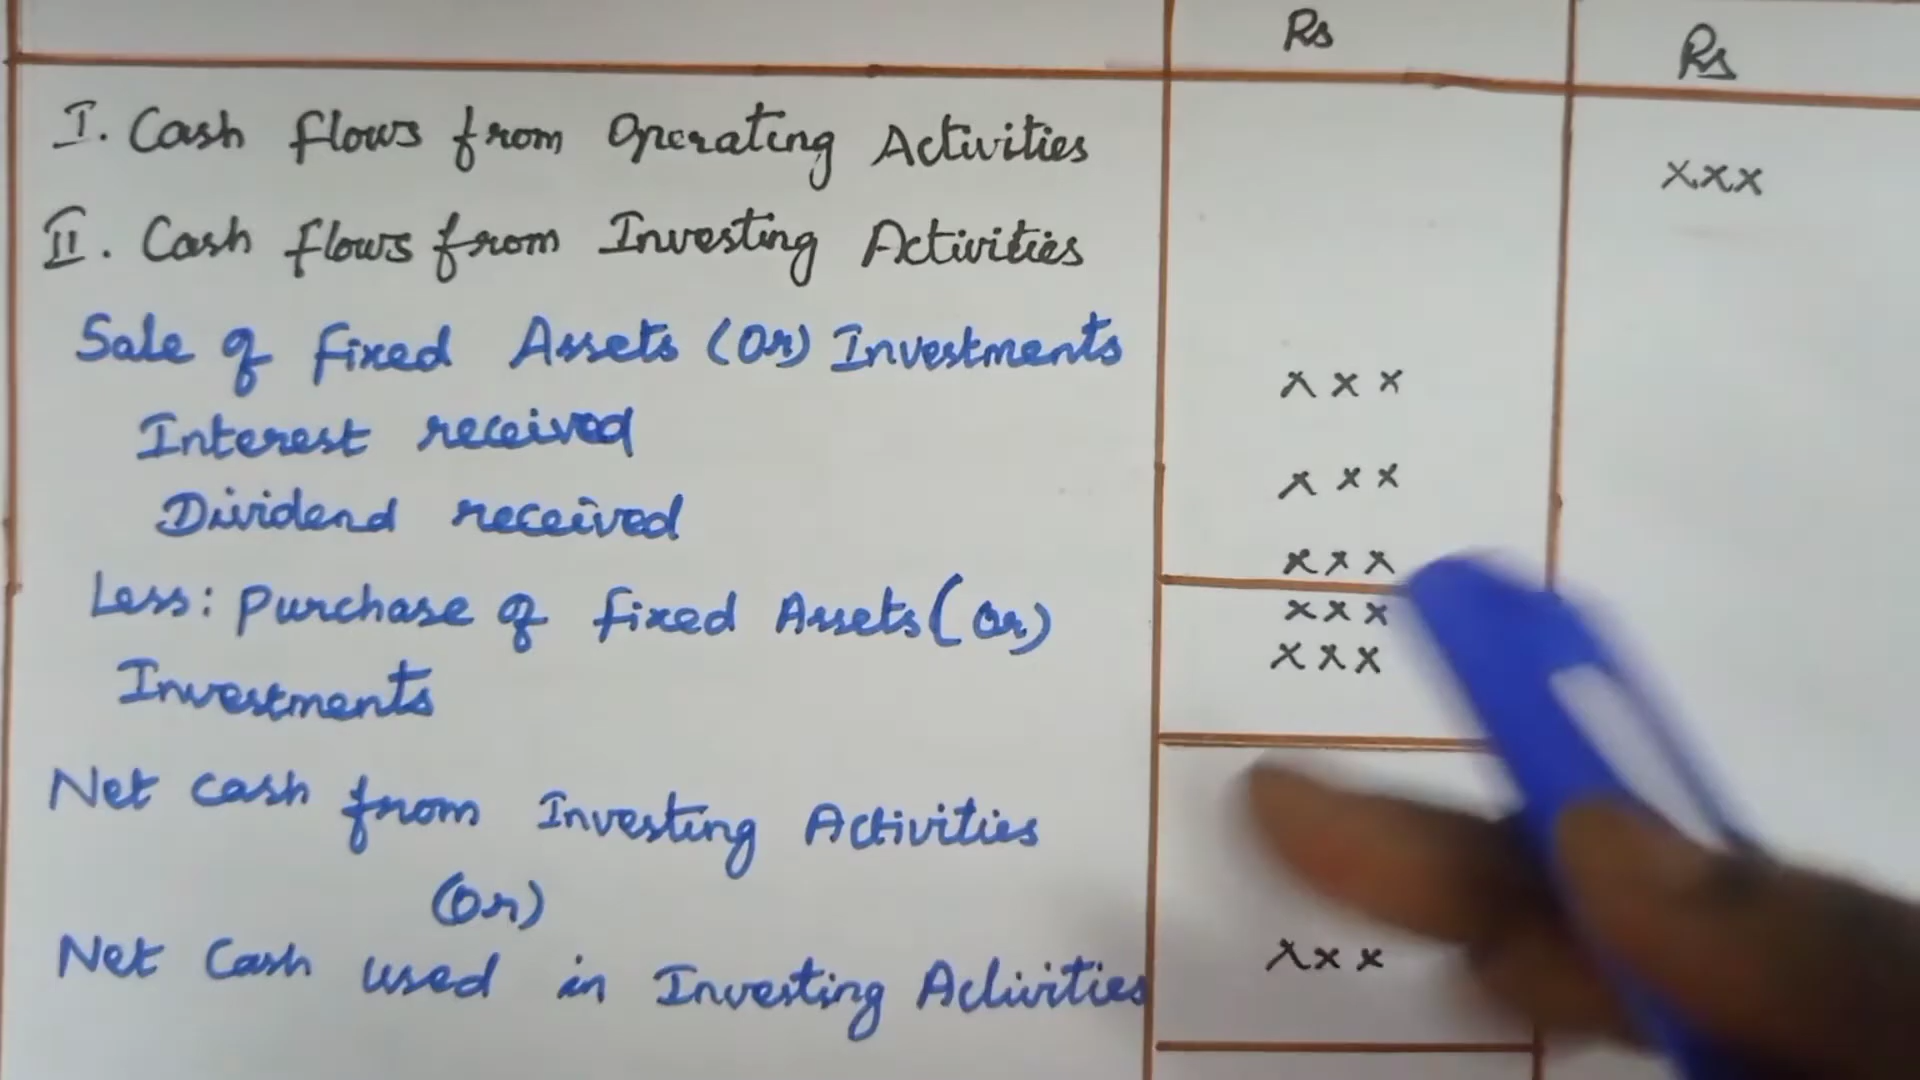 Rs Rs
I. Cash flows from Operating Activities
xxx
II. Cash flows from Investing Activities
Sale of fixed Assets (Or) Investments
xxx
Interest received
xxx
Dividend received
xxx
Less: Purchase of fixed Assets (Or)
xxx
Investments
xxx
Net cash from Investing Activities
(Or)
Net Cash used in Investing Activities
xxx